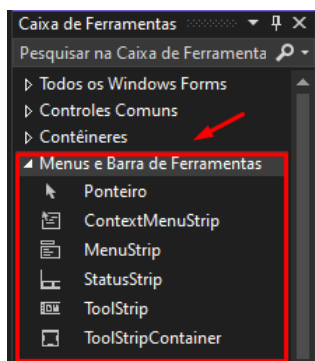 Caixa de Ferramentas
Pesquisar na Caixa de Ferramenta
Todos os Windows Forms
Controles Comuns
Contêineres
Menus e Barra de Ferramentas
Ponteiro
ContextMenuStrip
MenuStrip
StatusStrip
ToolStrip
ToolStripContainer